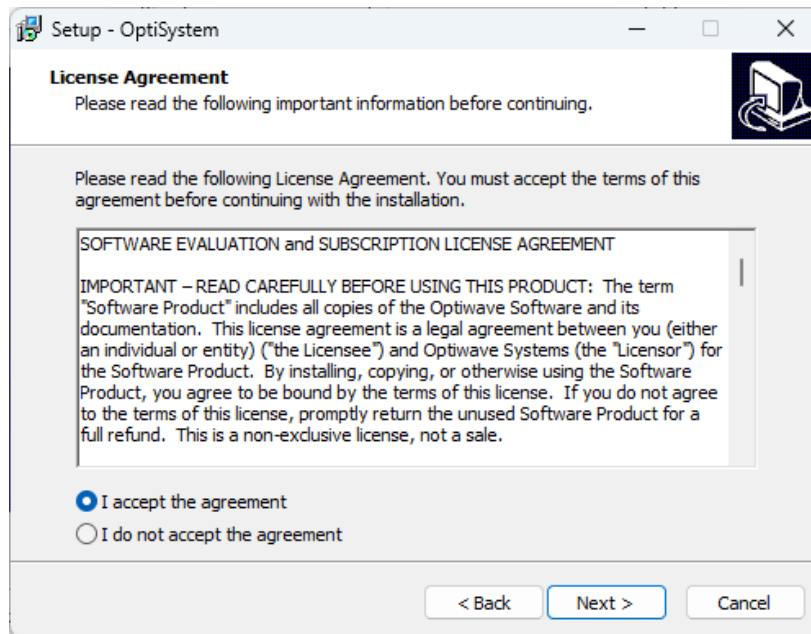 Setup - OptiSystem
License Agreement
Please read the following important information before continuing.
Please read the following License Agreement. You must accept the terms of this
agreement before continuing with the installation.
SOFTWARE EVALUATION and SUBSCRIPTION LICENSE AGREEMENT
IMPORTANT – READ CAREFULLY BEFORE USING THIS PRODUCT:  The term
"Software Product" includes all copies of the Optiwave Software and its
documentation.  This license agreement is a legal agreement between you (either
an individual or entity) ("the Licensee") and Optiwave Systems (the "Licensor") for
the Software Product.  By installing, copying, or otherwise using the Software
Product, you agree to be bound by the terms of this license.  If you do not agree
to the terms of this license, promptly return the unused Software Product for a
full refund.  This is a non-exclusive license, not a sale.
I accept the agreement
I do not accept the agreement
< Back
Next >
Cancel